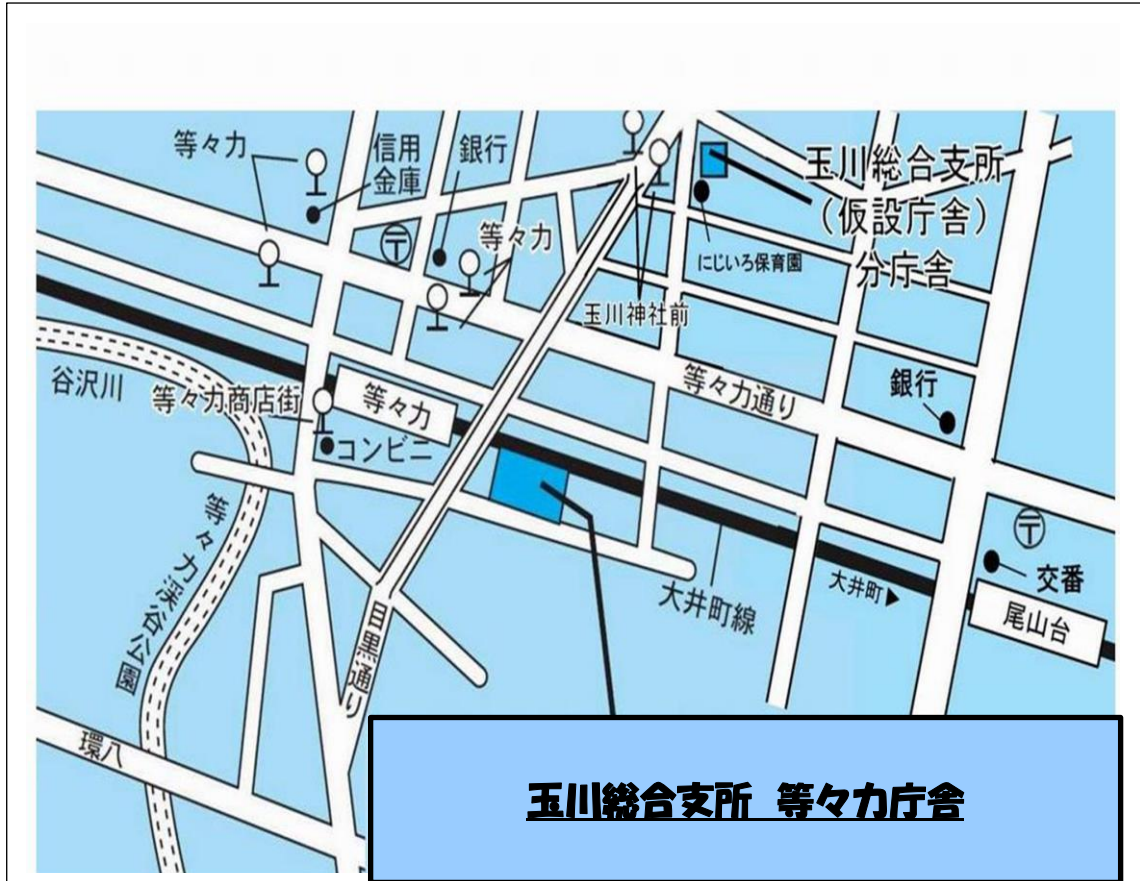 等々力
信用
金庫
銀行
〒
等々力
玉川総合支所
(仮設庁舎)
分庁舎
にじいろ保育園
玉川神社前
谷沢川
等々力商店街
等々力
コンビニ
等々力通り
銀行
等々力渓谷公園
目黒通り
大井町線
大井町▶
〒
交番
尾山台
環八
玉川総合支所 等々力庁舎